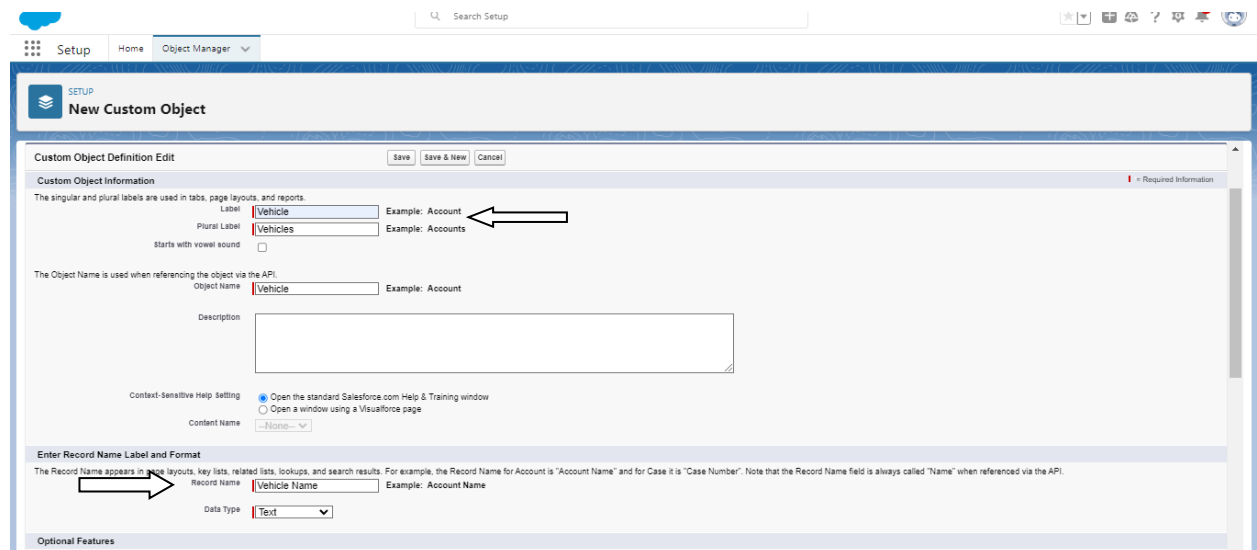 Search Setup
Setup Home Object Manager
SETUP
New Custom Object
Custom Object Definition Edit Save Save & New Cancel
Custom Object Information = Required Information
The singular and plural labels are used in tabs, page layouts, and reports.
Label Vehicle Example: Account
Plural Label Vehicles Example: Accounts
Starts with vowel sound
The Object Name is used when referencing the object via the API.
Object Name Vehicle Example: Account
Description
Context-Sensitive Help Setting Open the standard Salesforce.com Help & Training window
Open a window using a Visualforce page
Content Name --None--
Enter Record Name Label and Format
The Record Name appears in page layouts, key lists, related lists, lookups, and search results. For example, the Record Name for Account is "Account Name" and for Case it is "Case Number". Note that the Record Name field is always called "Name" when referenced via the API.
Record Name Vehicle Name Example: Account Name
Data Type Text
Optional Features